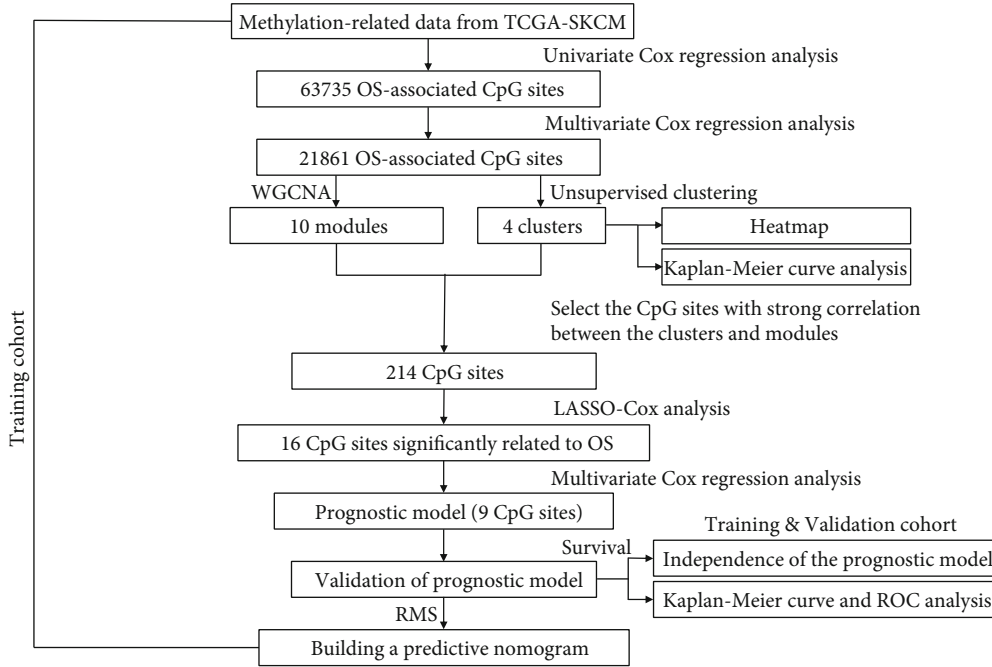 Training cohort
Methylation-related data from TCGA-SKCM
Univariate Cox regression analysis
63735 OS-associated CpG sites
Multivariate Cox regression analysis
21861 OS-associated CpG sites
WGCNA
Unsupervised clustering
10 modules
4 clusters
Heatmap
Kaplan-Meier curve analysis
Select the CpG sites with strong correlation
between the clusters and modules
214 CpG sites
LASSO-Cox analysis
16 CpG sites significantly related to OS
Multivariate Cox regression analysis
Prognostic model (9 CpG sites)
Training & Validation cohort
Survival
Independence of the prognostic model
Validation of prognostic model
Kaplan-Meier curve and ROC analysis
RMS
Building a predictive nomogram